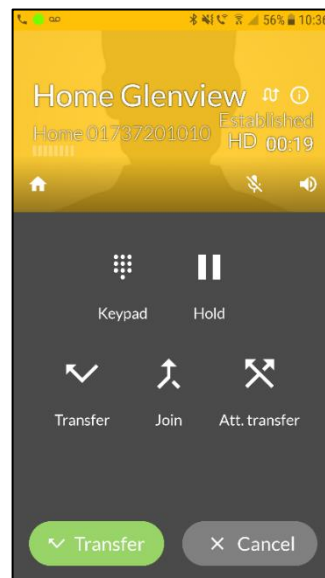 56% 10:36
Home Glenview
Established
Home 01737201010
HD 00:19
Keypad Hold
Transfer Join Att. transfer
Transfer Cancel